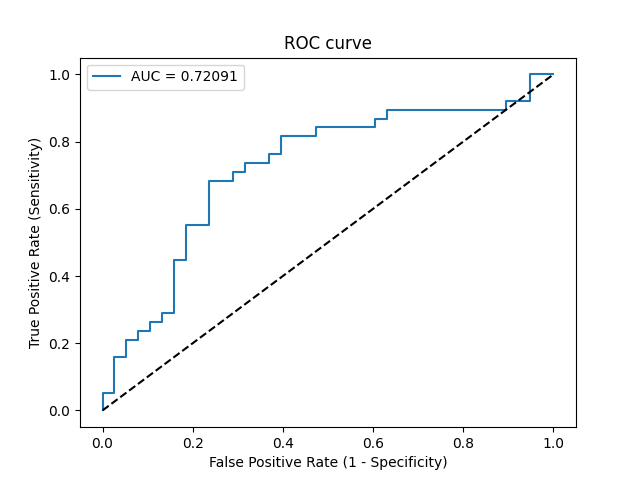 ROC curve
AUC = 0.72091
True Positive Rate (Sensitivity)
1.0
0.8
0.6
0.4
0.2
0.0
0.0 0.2 0.4 0.6 0.8 1.0
False Positive Rate (1 - Specificity)